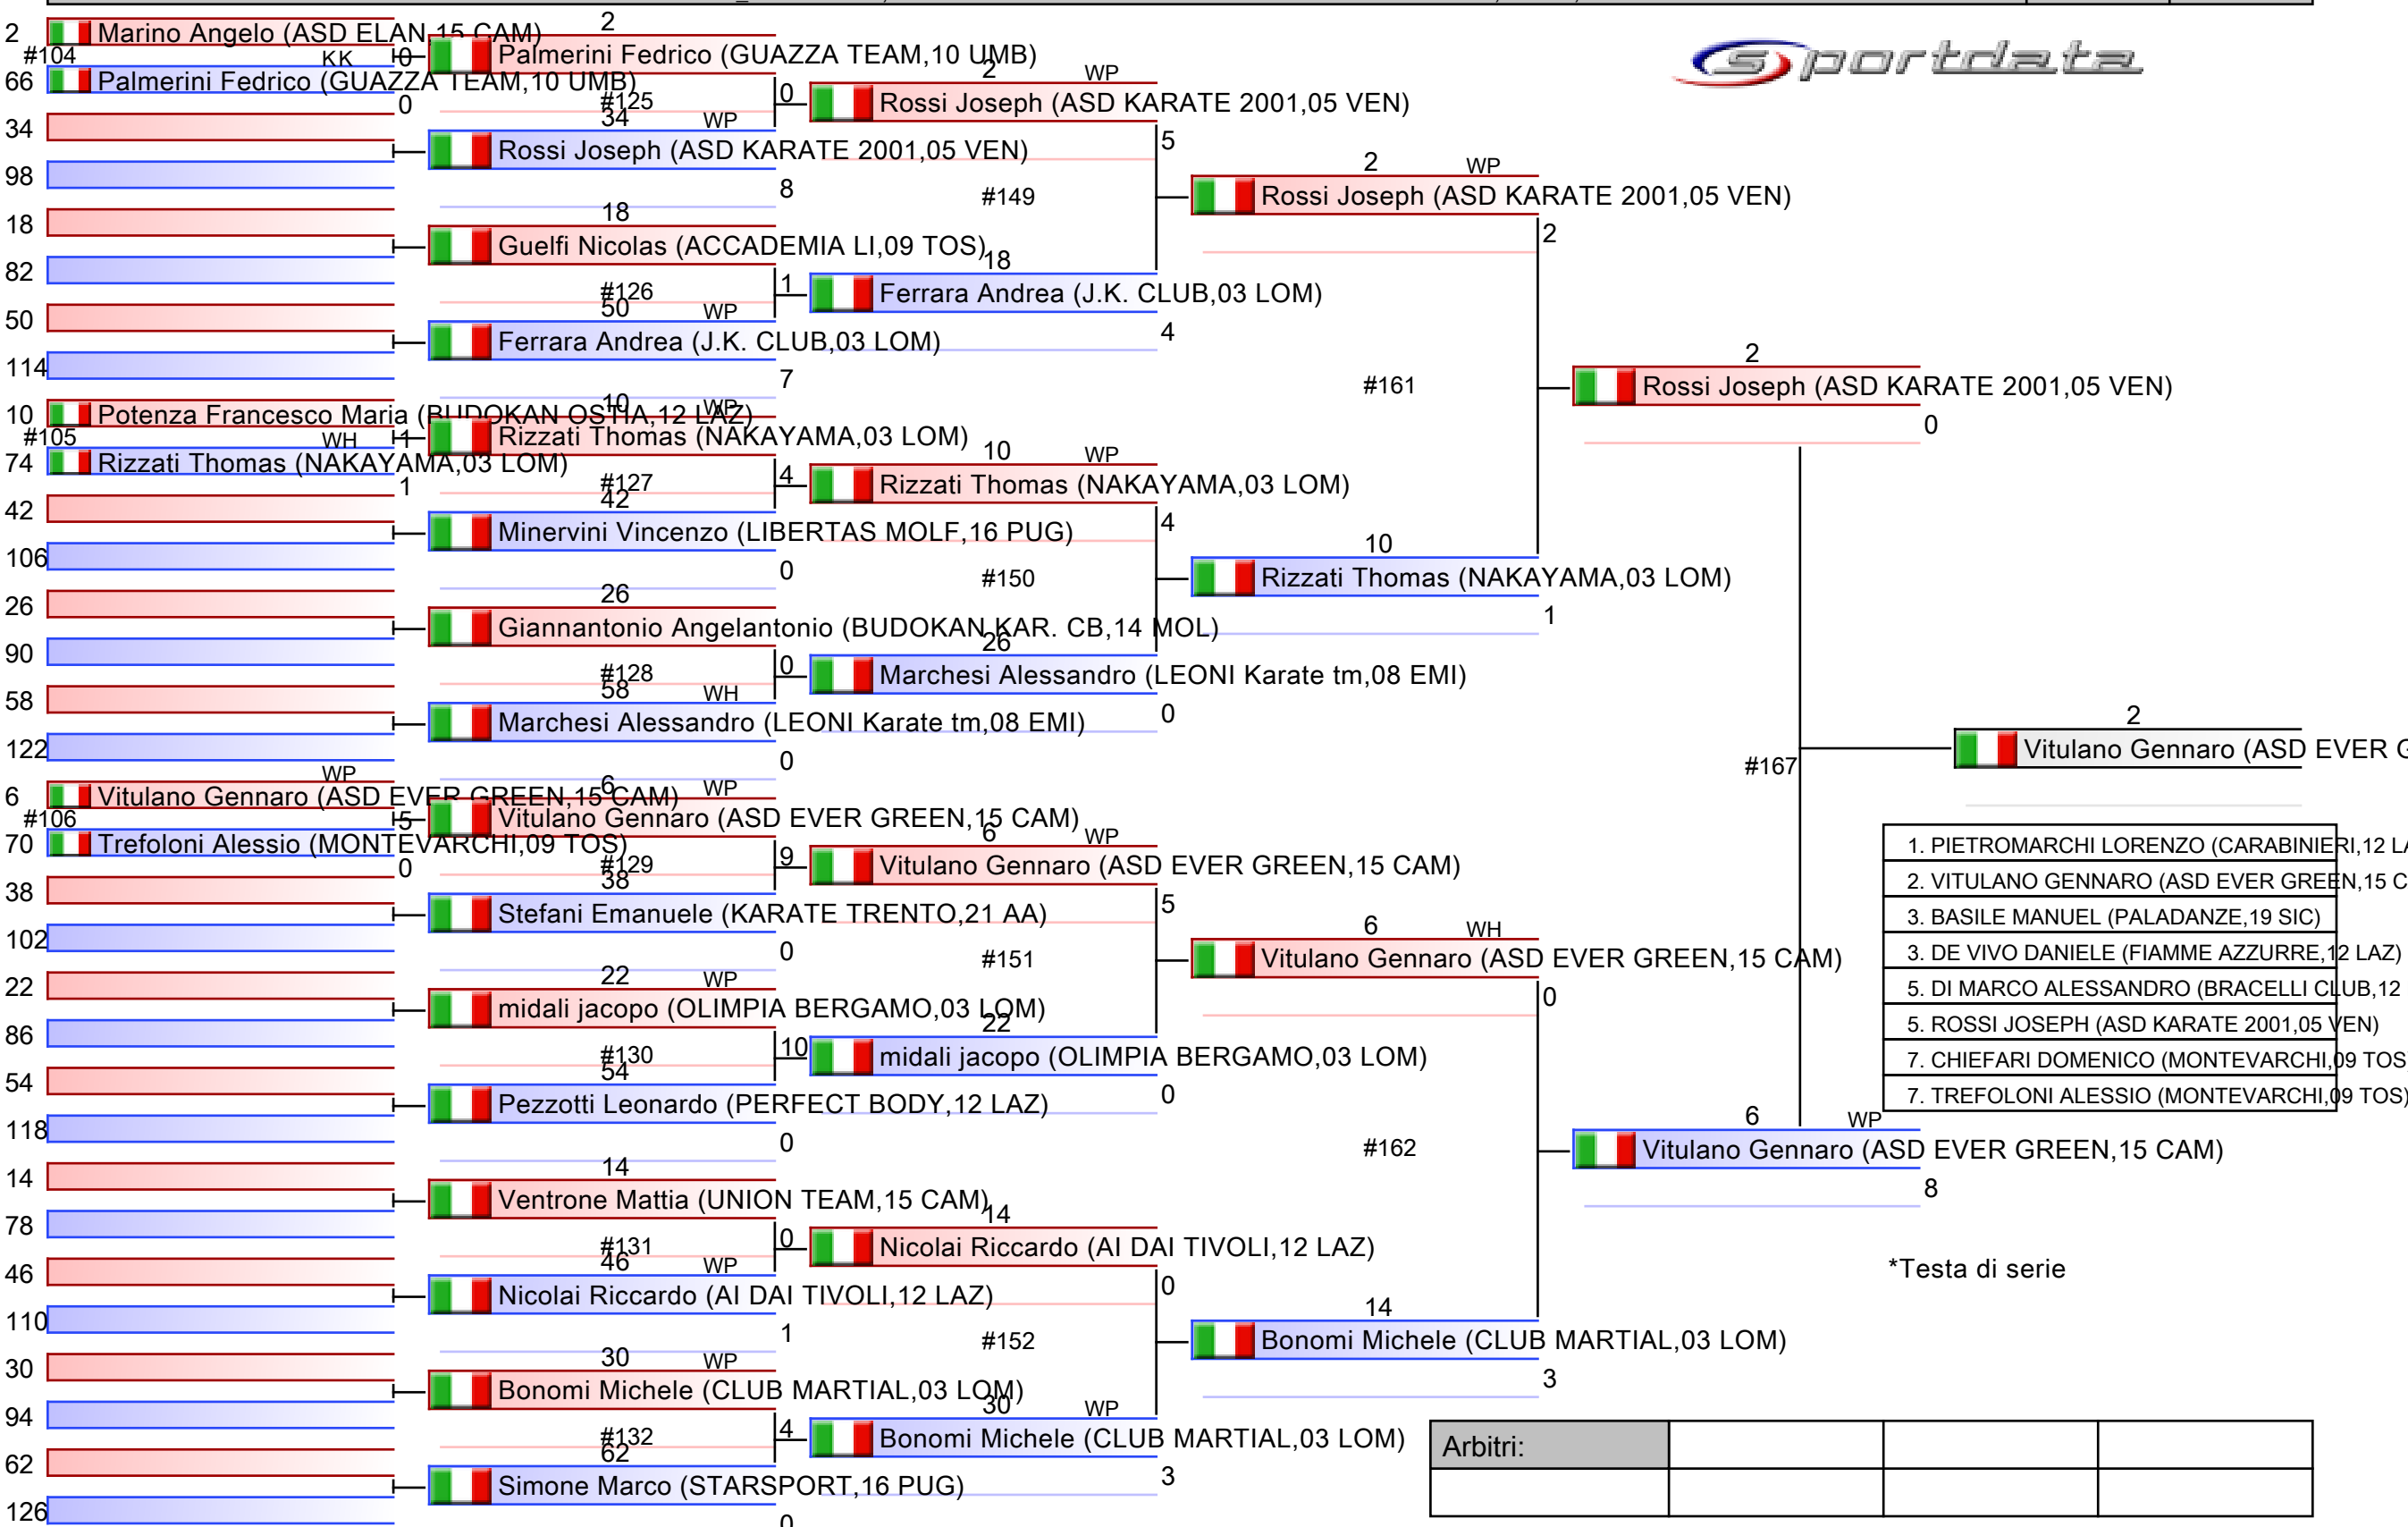 sportdata
2 Marino Angelo (ASD ELAN,15 CAM)
#104 KK 0
66 Palmerini Fedrico (GUAZZA TEAM,10 UMB)
0
34
98
18
82
50
114
10 Potenza Francesco Maria (BUDOKAN OSTIA,12 LAZ)
#105 WH 1
74 Rizzati Thomas (NAKAYAMA,03 LOM)
1
42
106
26
90
58
122
WP
6 Vitulano Gennaro (ASD EVER GREEN,15 CAM)
#106 5
70 Trefoloni Alessio (MONTEVARCHI,09 TOS)
0
38
102
22
86
54
118
14
78
46
110
30
94
62
126
2
Palmerini Fedrico (GUAZZA TEAM,10 UMB)
#125 0
34 WP
Rossi Joseph (ASD KARATE 2001,05 VEN)
8
18
Guelfi Nicolas (ACCADEMIA LI,09 TOS)
#126 1
50 WP
Ferrara Andrea (J.K. CLUB,03 LOM)
7
10 WP
Rizzati Thomas (NAKAYAMA,03 LOM)
#127 4
42
Minervini Vincenzo (LIBERTAS MOLF,16 PUG)
0
26
Giannantonio Angelantonio (BUDOKAN KAR. CB,14 MOL)
#128 0
58 WH
Marchesi Alessandro (LEONI Karate tm,08 EMI)
0
6 WP
Vitulano Gennaro (ASD EVER GREEN,15 CAM)
#129 9
38
Stefani Emanuele (KARATE TRENTO,21 AA)
0
22 WP
midali jacopo (OLIMPIA BERGAMO,03 LOM)
#130 10
54
Pezzotti Leonardo (PERFECT BODY,12 LAZ)
0
14
Ventrone Mattia (UNION TEAM,15 CAM)
#131 0
46 WP
Nicolai Riccardo (AI DAI TIVOLI,12 LAZ)
1
30 WP
Bonomi Michele (CLUB MARTIAL,03 LOM)
#132 4
62
Simone Marco (STARSPORT,16 PUG)
0
2 WP
Rossi Joseph (ASD KARATE 2001,05 VEN)
5
#149
18
Ferrara Andrea (J.K. CLUB,03 LOM)
4
10 WP
Rizzati Thomas (NAKAYAMA,03 LOM)
4
#150
26
Marchesi Alessandro (LEONI Karate tm,08 EMI)
0
6 WP
Vitulano Gennaro (ASD EVER GREEN,15 CAM)
5
#151
22
midali jacopo (OLIMPIA BERGAMO,03 LOM)
0
14
Nicolai Riccardo (AI DAI TIVOLI,12 LAZ)
0
#152
30 WP
Bonomi Michele (CLUB MARTIAL,03 LOM)
3
2 WP
Rossi Joseph (ASD KARATE 2001,05 VEN)
2
#161
10
Rizzati Thomas (NAKAYAMA,03 LOM)
1
6 WH
Vitulano Gennaro (ASD EVER GREEN,15 CAM)
0
#162
14
Bonomi Michele (CLUB MARTIAL,03 LOM)
3
2
Rossi Joseph (ASD KARATE 2001,05 VEN)
0
#167
6 WP
Vitulano Gennaro (ASD EVER GREEN,15 CAM)
8
2
Vitulano Gennaro (ASD EVER
1. PIETROMARCHI LORENZO (CARABINIERI,12
2. VITULANO GENNARO (ASD EVER GREEN,15
3. BASILE MANUEL (PALADANZE,19 SIC)
3. DE VIVO DANIELE (FIAMME AZZURRE,12 LAZ)
5. DI MARCO ALESSANDRO (BRACELLI CLUB,12
5. ROSSI JOSEPH (ASD KARATE 2001,05 VEN)
7. CHIEFARI DOMENICO (MONTEVARCHI,09 TOS
7. TREFOLONI ALESSIO (MONTEVARCHI,09 TOS)
*Testa di serie
Arbitri: